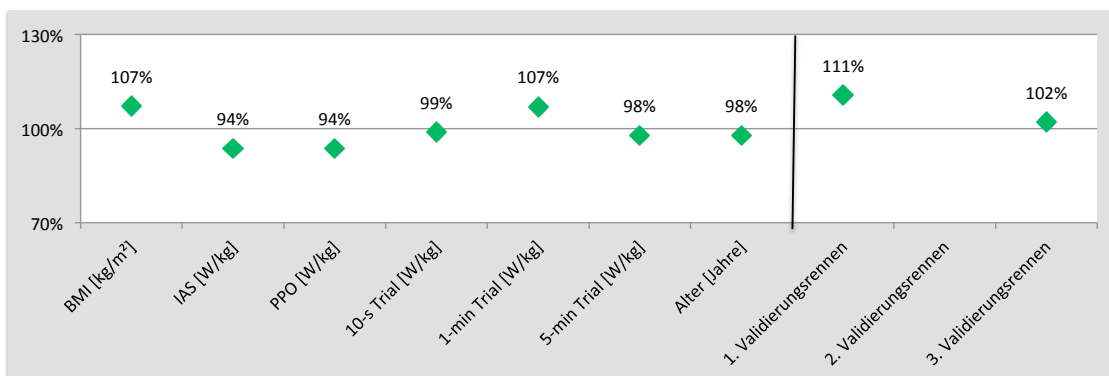 130%
111%
107%
107%
102%
99%
98%
98%
94%
94%
100%
70%
BMI [kg/m²]
IAS [W/kg]
PPO [W/kg]
10-s Trial [W/kg]
1-min Trial [W/kg]
5-min Trial [W/kg]
Alter [Jahre]
1. Validierungsrennen
2. Validierungsrennen
3. Validierungsrennen